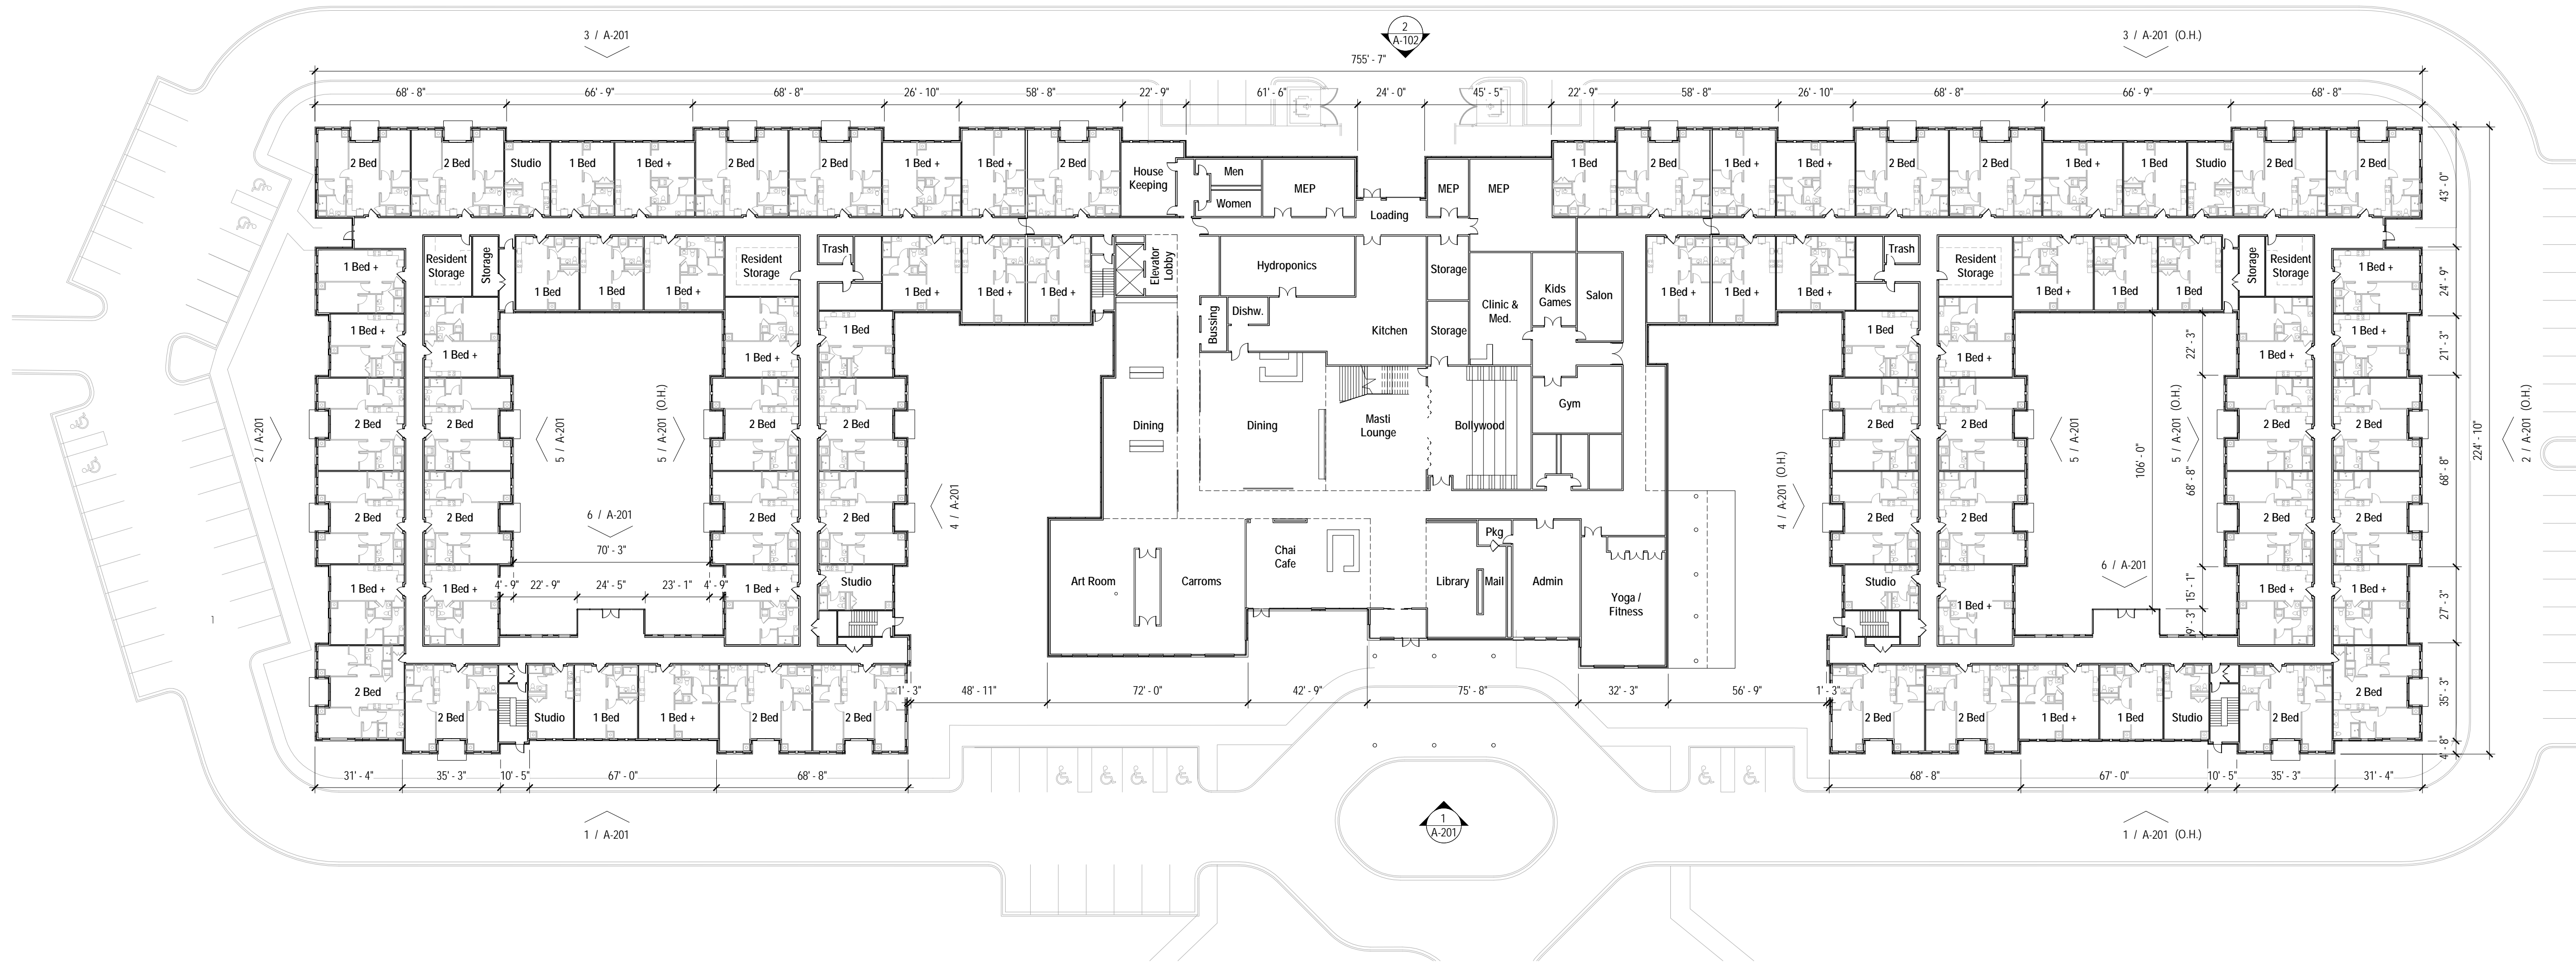 3 / A-201
2
A-102
3 / A-201 (O.H.)
755' - 7"
68' - 8"
66' - 9"
68' - 8"
26' - 10"
58' - 8"
22' - 9"
61' - 6"
24' - 0"
45' - 5"
22' - 9"
58' - 8"
26' - 10"
68' - 8"
66' - 9"
68' - 8"
2 Bed
2 Bed
Studio
1 Bed
1 Bed +
2 Bed
2 Bed
1 Bed +
1 Bed +
2 Bed
House
Keeping
Men
Women
MEP
Loading
MEP
MEP
1 Bed
2 Bed
1 Bed +
1 Bed +
2 Bed
2 Bed
1 Bed +
1 Bed
Studio
2 Bed
2 Bed
43' - 0"
1 Bed +
Resident
Storage
Storage
1 Bed
1 Bed
1 Bed +
Resident
Storage
Trash
1 Bed +
1 Bed +
1 Bed +
Elevator
Lobby
Hydroponics
Storage
Clinic &
Med.
Kids
Games
Salon
1 Bed +
1 Bed +
1 Bed +
Trash
Resident
Storage
1 Bed +
1 Bed
1 Bed
Storage
Resident
Storage
1 Bed +
24' - 9"
1 Bed +
1 Bed +
1 Bed +
1 Bed
Bussing
Dishw.
Kitchen
Storage
1 Bed
1 Bed +
22' - 3"
1 Bed +
1 Bed +
21' - 3"
2 / A-201
2 Bed
2 Bed
5 / A-201
5 / A-201 (O.H.)
2 Bed
2 Bed
Dining
Dining
Masti
Lounge
Bollywood
Gym
2 Bed
2 Bed
5 / A-201
106' - 0"
5 / A-201 (O.H.)
68' - 8"
2 Bed
2 Bed
68' - 8"
224' - 10"
2 / A-201 (O.H.)
2 Bed
2 Bed
6 / A-201
70' - 3"
2 Bed
2 Bed
4 / A-201
4 / A-201 (O.H.)
2 Bed
2 Bed
2 Bed
2 Bed
1 Bed +
1 Bed +
4' - 9"
22' - 9"
24' - 5"
23' - 1"
4' - 9"
1 Bed +
Studio
Art Room
Carroms
Chai
Cafe
Library
Pkg
Mail
Admin
Yoga /
Fitness
Studio
1 Bed +
6 / A-201
15' - 1"
9' - 3"
1 Bed +
1 Bed +
27' - 3"
1
2 Bed
2 Bed
Studio
1 Bed
1 Bed +
2 Bed
2 Bed
1' - 3"
48' - 11"
72' - 0"
42' - 9"
75' - 8"
32' - 3"
56' - 9"
1' - 3"
2 Bed
2 Bed
1 Bed +
1 Bed
Studio
2 Bed
2 Bed
35' - 3"
4' - 8"
31' - 4"
35' - 3"
10' - 5"
67' - 0"
68' - 8"
68' - 8"
67' - 0"
10' - 5"
35' - 3"
31' - 4"
1 / A-201
1
A-201
1 / A-201 (O.H.)